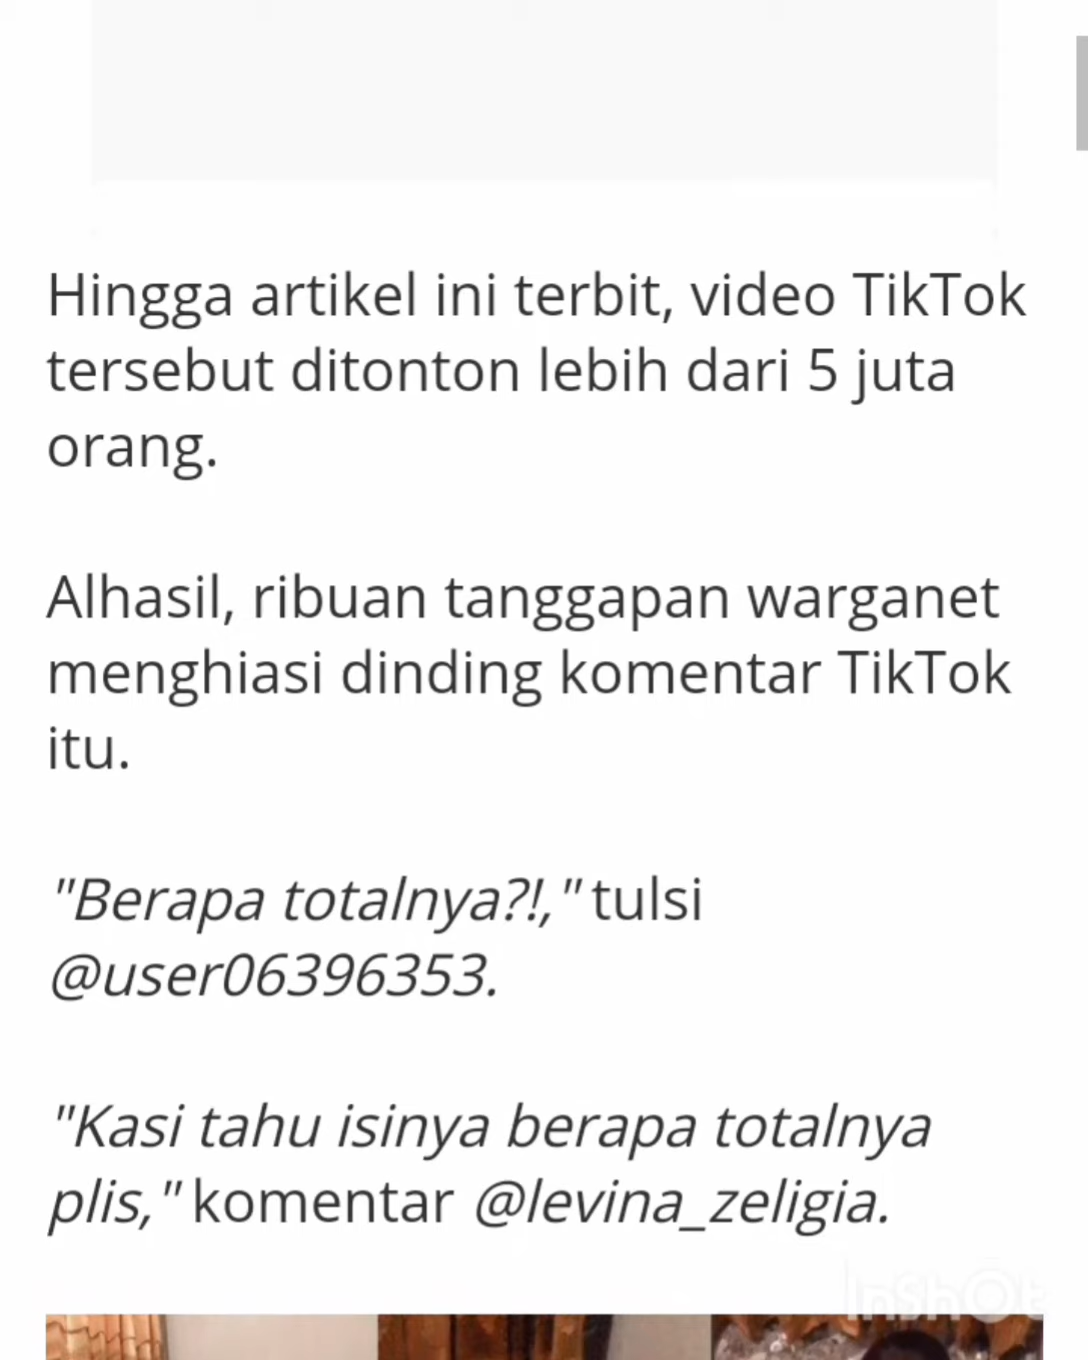 Hingga artikel ini terbit, video TikTok
tersebut ditonton lebih dari 5 juta
orang.
Alhasil, ribuan tanggapan warganet
menghiasi dinding komentar TikTok
itu.
"Berapa totalnya?!," tulsi
@user06396353.
"Kasi tahu isinya berapa totalnya
plis," komentar @levina_zeligia.
InShOt